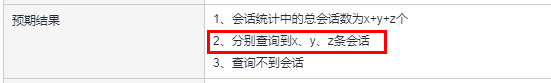 预期结果
1、会话统计中的总会话数为x+y+z个
2、分别查询到x、y、z条会话
3、查询不到会话